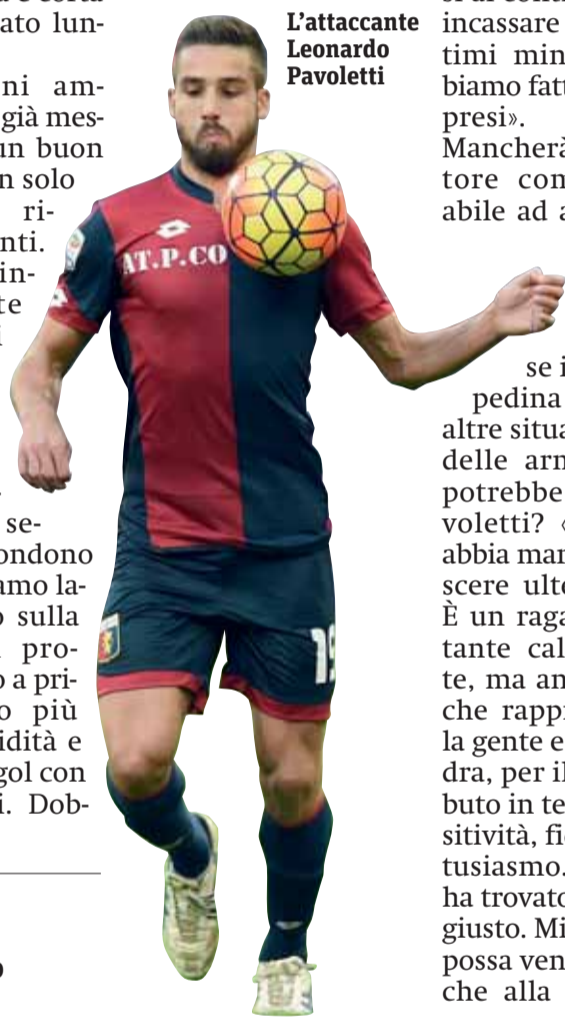 ato lun-
ni am-
già mes-
un buon
n solo
ri-
nti.
in-
te
i
se-
ondono
amo la-
o sulla
pro-
o a pri-
o più
idità e
gol con
i. Dob-
L'attaccante
Leonardo
Pavoletti
AT.P.CO
19
incassare
timi min
biamo fatt
presi».
Mancherà
tore com
abile ad a
se i
pedina
altre situa
delle arm
potrebbe
voletti? «
abbia mar
scere ulte
È un raga
tante cal
te, ma an
che rappr
la gente e
dra, per il
buto in te
sitività, fie
tusiasmo.
ha trovato
giusto. Mi
possa ven
che alla